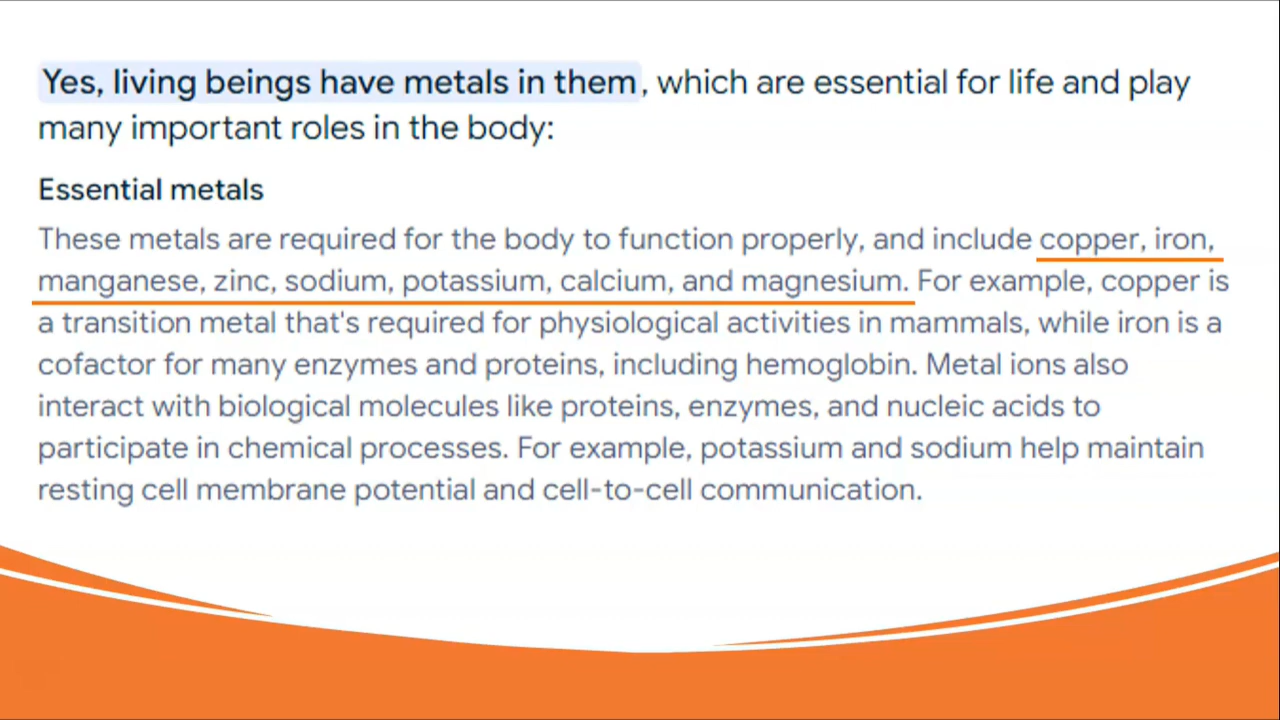 Yes, living beings have metals in them, which are essential for life and play
many important roles in the body:
Essential metals
These metals are required for the body to function properly, and include copper, iron,
manganese, zinc, sodium, potassium, calcium, and magnesium. For example, copper is
a transition metal that's required for physiological activities in mammals, while iron is a
cofactor for many enzymes and proteins, including hemoglobin. Metal ions also
interact with biological molecules like proteins, enzymes, and nucleic acids to
participate in chemical processes. For example, potassium and sodium help maintain
resting cell membrane potential and cell-to-cell communication.